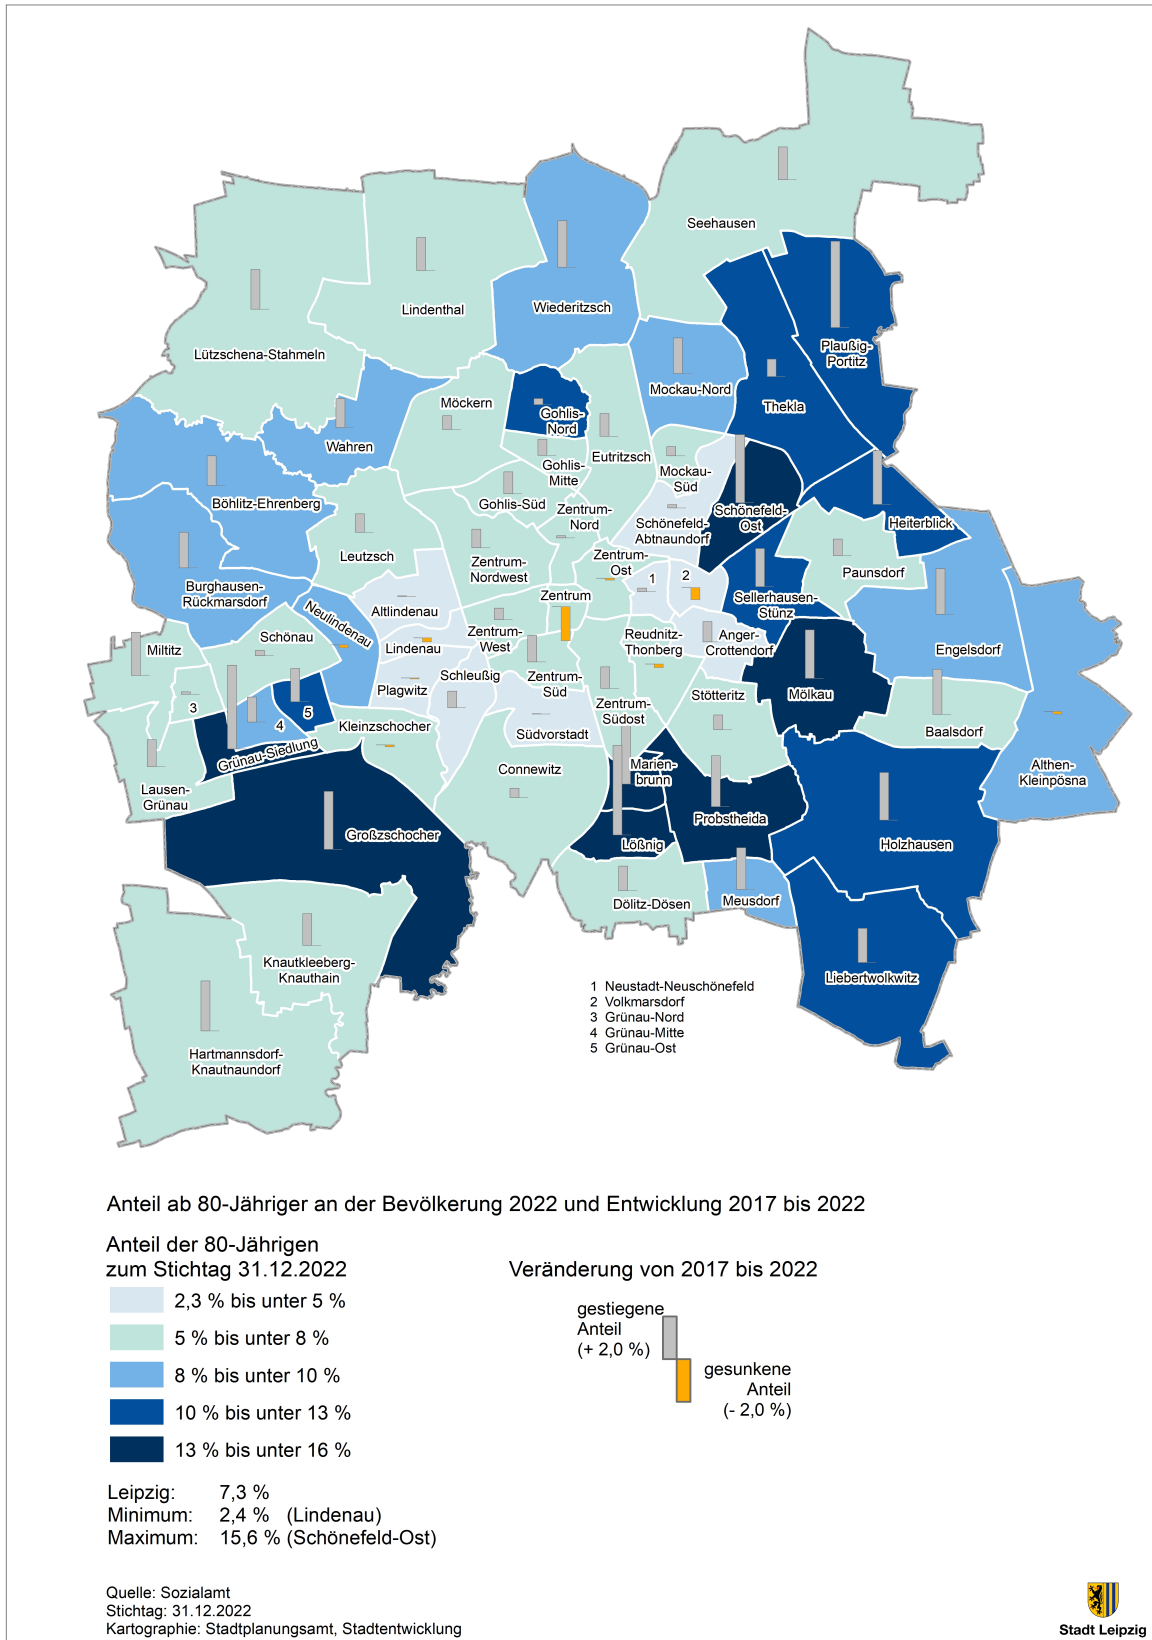 Seehausen
Lindenthal
Wiederitzsch
Lützschena-Stahmeln
Plaußig-
Portitz
Mockau-Nord
Thekla
Möckern
Gohlis-
Nord
Wahren
Eutritzsch
Gohlis-
Mitte
Mockau-
Süd
Böhlitz-Ehrenberg
Gohlis-Süd
Zentrum-
Nord
Schönefeld-
Abtnaundorf
Schönefeld-
Ost
Heiterblick
Leutzsch
Zentrum-
Nordwest
Zentrum-
Ost
Paunsdorf
1
2
Burghausen-
Rückmarsdorf
Neulindenau
Altlindenau
Zentrum
Sellerhausen-
Stünz
Schönau
Miltitz
Lindenau
Zentrum-
West
Reudnitz-
Thonberg
Anger-
Crottendorf
Engelsdorf
Plagwitz
Schleußig
Zentrum-
Süd
Stötteritz
Mölkau
3
4
5
Kleinzschocher
Südvorstadt
Zentrum-
Südost
Baalsdorf
Grünau-Siedlung
Connewitz
Marien-
brunn
Althen-
Kleinpösna
Lausen-
Grünau
Großzschocher
Probstheida
Lößnig
Holzhausen
Dölitz-Dösen
Meusdorf
Knautkleeberg-
Knauthain
Liebertwolkwitz
Hartmannsdorf-
Knautnaundorf
1 Neustadt-Neuschönefeld
2 Volkmarsdorf
3 Grünau-Nord
4 Grünau-Mitte
5 Grünau-Ost
Anteil ab 80-Jähriger an der Bevölkerung 2022 und Entwicklung 2017 bis 2022
Anteil der 80-Jährigen
zum Stichtag 31.12.2022
2,3 % bis unter 5 %
5 % bis unter 8 %
8 % bis unter 10 %
10 % bis unter 13 %
13 % bis unter 16 %
Veränderung von 2017 bis 2022
gestiegene
Anteil
(+ 2,0 %)
gesunkene
Anteil
(- 2,0 %)
Leipzig: 7,3 %
Minimum: 2,4 % (Lindenau)
Maximum: 15,6 % (Schönefeld-Ost)
Quelle: Sozialamt
Stichtag: 31.12.2022
Kartographie: Stadtplanungsamt, Stadtentwicklung
Stadt Leipzig